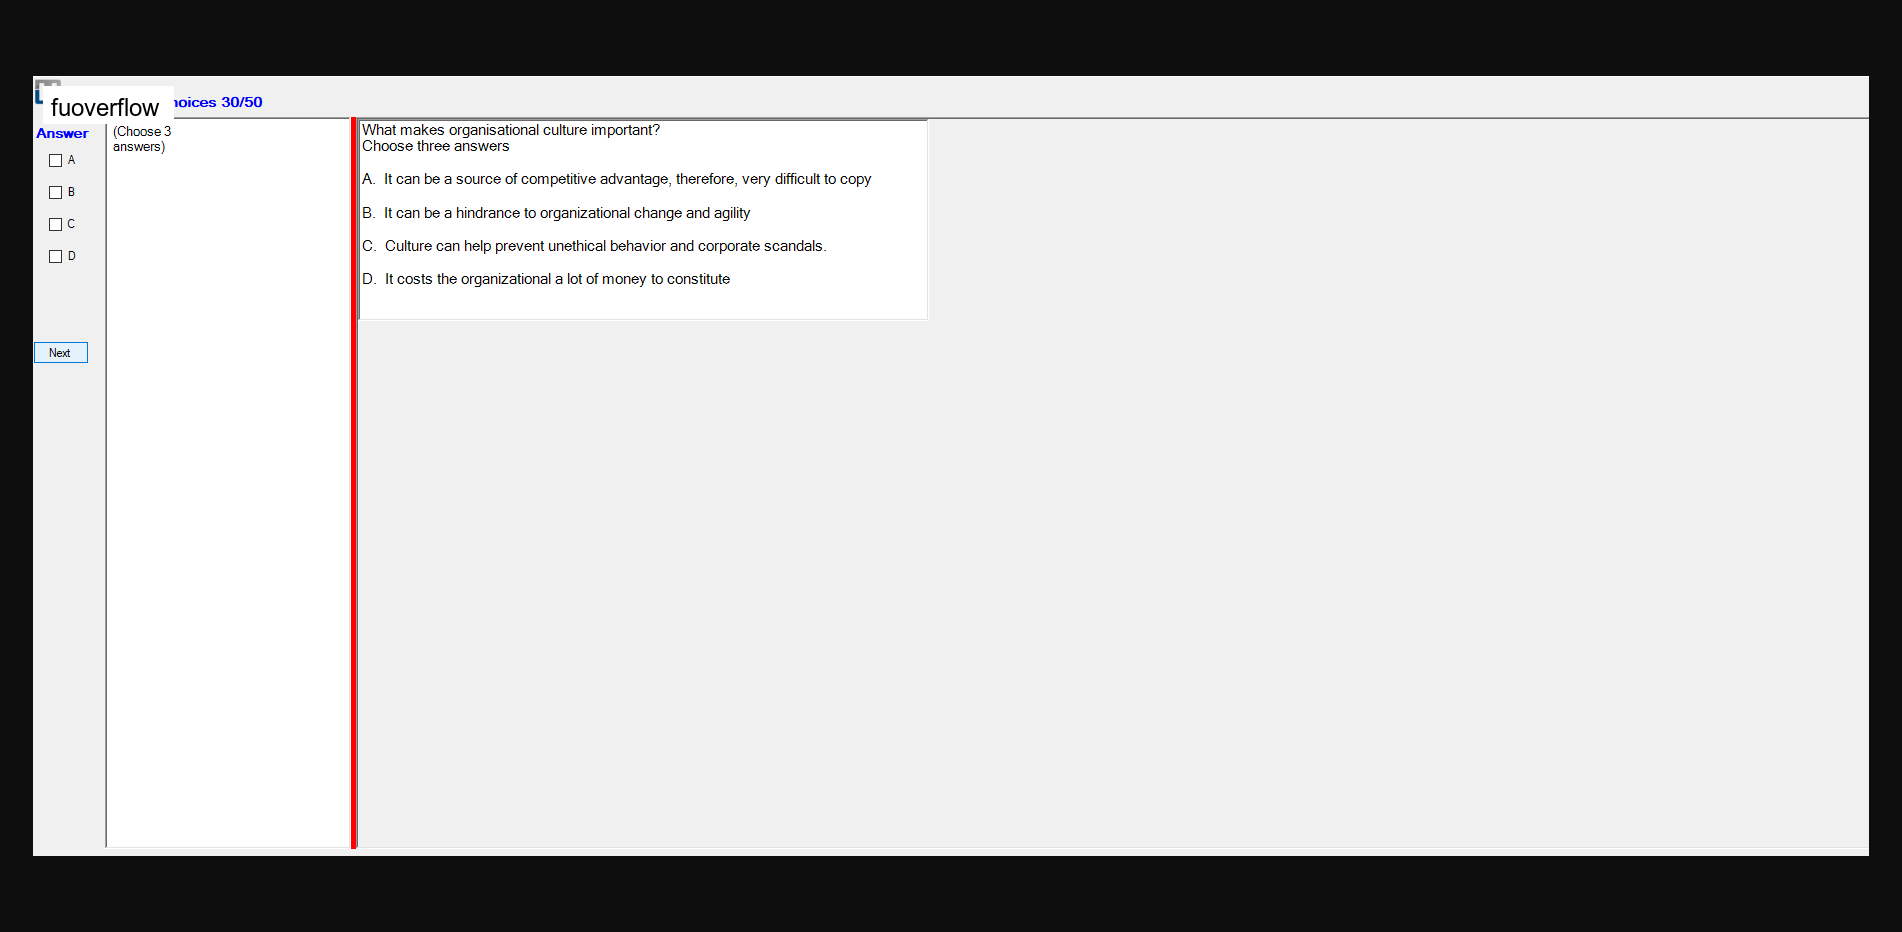 fuoverflow
hoices 30/50
Answer
(Choose 3
answers)
A
B
C
D
Next
What makes organisational culture important?
Choose three answers
A. It can be a source of competitive advantage, therefore, very difficult to copy
B. It can be a hindrance to organizational change and agility
C. Culture can help prevent unethical behavior and corporate scandals.
D. It costs the organizational a lot of money to constitute